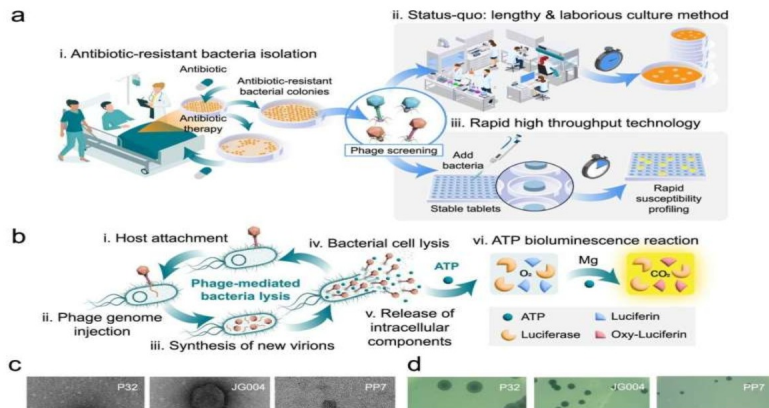 a
i. Antibiotic-resistant bacteria isolation
Antibiotic
Antibiotic-resistant
bacterial colonies
Antibiotic
therapy
Phage screening
ii. Status-quo: lengthy & laborious culture method
iii. Rapid high throughput technology
Add
bacteria
Stable tablets
Rapid
susceptibility
profiling
b
i. Host attachment
Phage-mediated
bacteria lysis
ii. Phage genome
injection
iii. Synthesis of new virions
iv. Bacterial cell lysis
ATP
v. Release of
intracellular
components
vi. ATP bioluminescence reaction
O₂
Mg
CO₂
ATP
Luciferin
Luciferase
Oxy-Luciferin
c
P32
JG004
PP7
d
P32
JG004
PP7